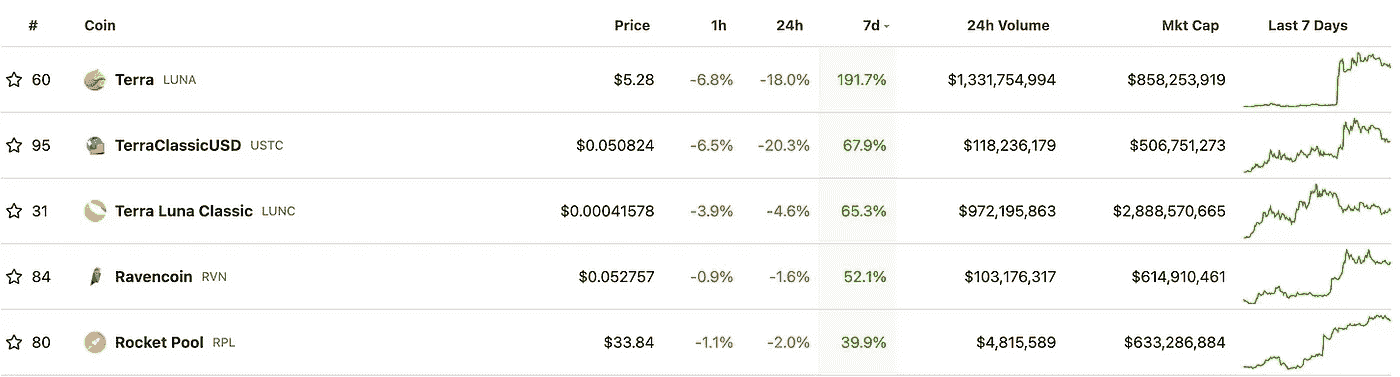 # Coin Price 1h 24h 7d 24h Volume Mkt Cap Last 7 Days
60 Terra LUNA $5.28 -6.8% -18.0% 191.7% $1,331,754,994 $858,253,919
95 TerraClassicUSD USTC $0.050824 -6.5% -20.3% 67.9% $118,236,179 $506,751,273
31 Terra Luna Classic LUNC $0.00041578 -3.9% -4.6% 65.3% $972,195,863 $2,888,570,665
84 Ravencoin RVN $0.052757 -0.9% -1.6% 52.1% $103,176,317 $614,910,461
80 Rocket Pool RPL $33.84 -1.1% -2.0% 39.9% $4,815,589 $633,286,884